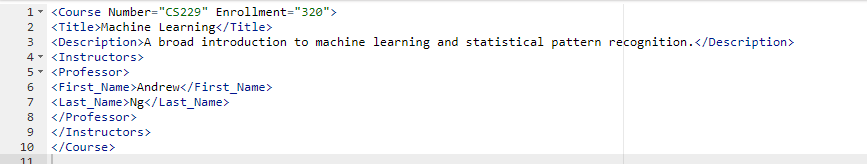 1 <Course Number="CS229" Enrollment="320">
2 <Title>Machine Learning</Title>
3 <Description>A broad introduction to machine learning and statistical pattern recognition.</Description>
4 <Instructors>
5 <Professor>
6 <First_Name>Andrew</First_Name>
7 <Last_Name>Ng</Last_Name>
8 </Professor>
9 </Instructors>
10 </Course>
11